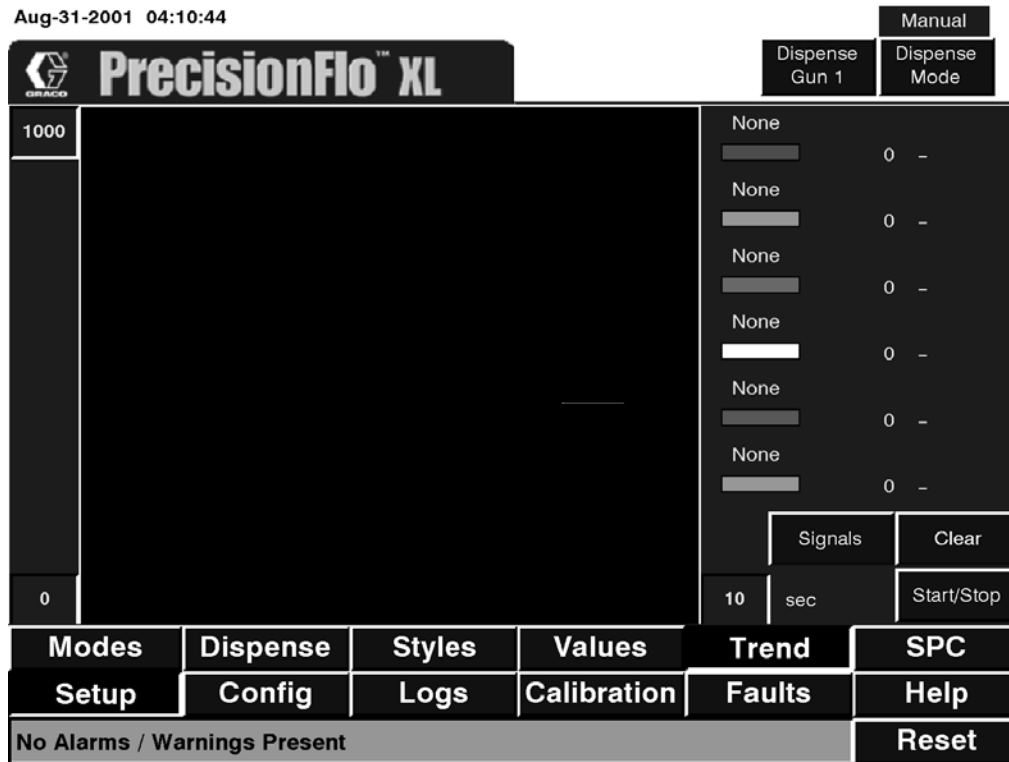 Aug-31-2001 04:10:44
Manual
GRACO
PrecisionFlo™ XL
Dispense
Gun 1
Dispense
Mode
1000
None
0 –
None
0 –
None
0 –
None
0 –
None
0 –
None
0 –
Signals
Clear
0
10
sec
Start/Stop
Modes
Dispense
Styles
Values
Trend
SPC
Setup
Config
Logs
Calibration
Faults
Help
No Alarms / Warnings Present
Reset